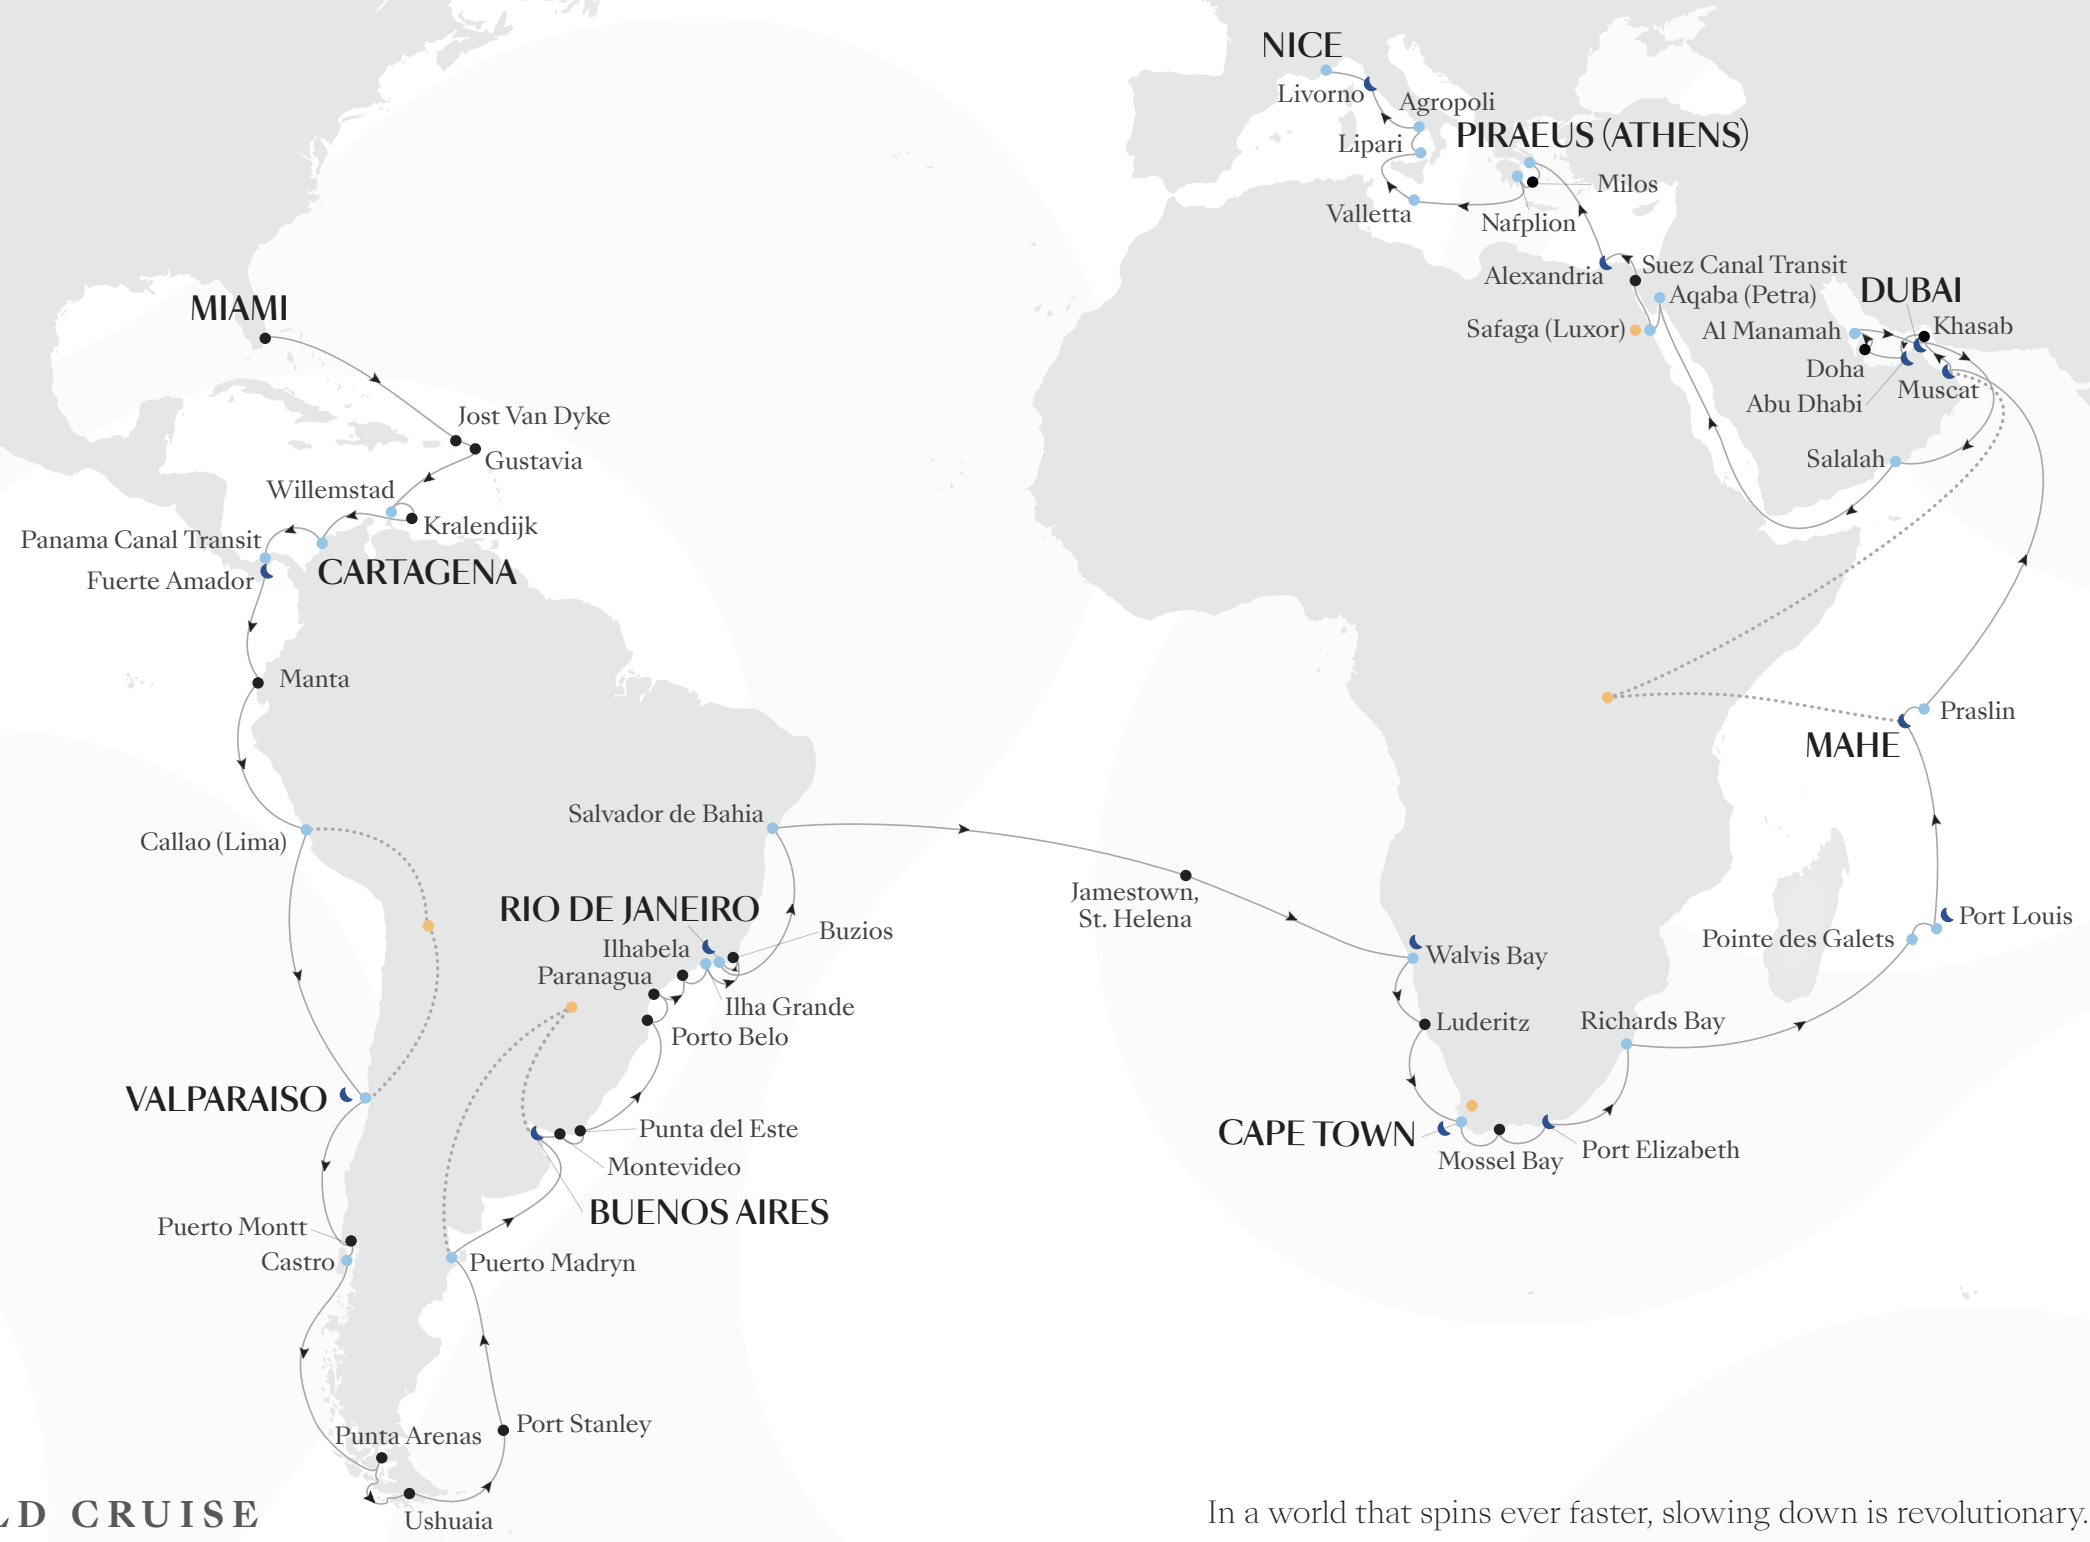 NICE
Livorno
Agropoli
Lipari
PIRAEUS (ATHENS)
Milos
Valletta
Nafplion
Alexandria
Suez Canal Transit
Aqaba (Petra)
Safaga (Luxor)
DUBAI
Khasab
Al Manamah
Doha
Abu Dhabi
Muscat
Salalah
MIAMI
Jost Van Dyke
Gustavia
Willemstad
Kralendijk
Panama Canal Transit
CARTAGENA
Fuerte Amador
Manta
Callao (Lima)
Salvador de Bahia
RIO DE JANEIRO
Buzios
Ilhabela
Paranagua
Ilha Grande
Porto Belo
VALPARAISO
Punta del Este
Montevideo
BUENOS AIRES
Puerto Montt
Castro
Puerto Madryn
Punta Arenas
Port Stanley
Ushuaia
Jamestown,
St. Helena
Walvis Bay
Luderitz
Richards Bay
CAPE TOWN
Mossel Bay
Port Elizabeth
Praslin
MAHE
Port Louis
Pointe des Galets
LD CRUISE
In a world that spins ever faster, slowing down is revolutionary.